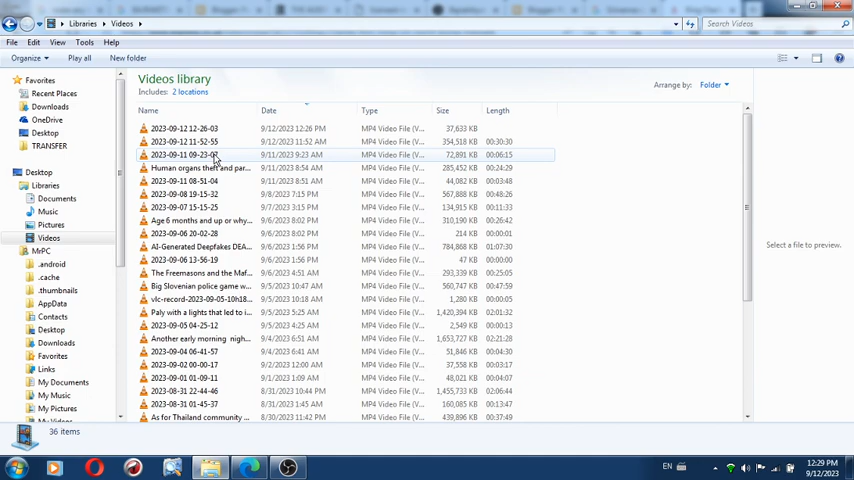 Libraries ▸ Videos ▸
Search Videos
File Edit View Tools Help
Organize Play all New folder
Favorites
Recent Places
Downloads
OneDrive
Desktop
TRANSFER
Desktop
Libraries
Documents
Music
Pictures
Videos
MrPC
.android
.cache
.thumbnails
AppData
Contacts
Desktop
Downloads
Favorites
Links
My Documents
My Music
My Pictures
My Videos
Videos library
Includes: 2 locations
Arrange by: Folder
Name Date Type Size Length
2023-09-12 12-26-03 9/12/2023 12:26 PM MP4 Video File (V... 37,633 KB
2023-09-12 11-52-55 9/12/2023 11:52 AM MP4 Video File (V... 354,518 KB 00:30:30
2023-09-11 09-23-07 9/11/2023 9:23 AM MP4 Video File (V... 72,891 KB 00:06:15
Human organs theft and par... 9/11/2023 8:54 AM MP4 Video File (V... 285,452 KB 00:24:29
2023-09-11 08-51-04 9/11/2023 8:51 AM MP4 Video File (V... 44,082 KB 00:03:48
2023-09-08 19-15-32 9/8/2023 7:15 PM MP4 Video File (V... 567,888 KB 00:48:26
2023-09-07 15-15-25 9/7/2023 3:15 PM MP4 Video File (V... 134,915 KB 00:11:33
Age 6 months and up or why... 9/6/2023 8:02 PM MP4 Video File (V... 310,190 KB 00:26:42
2023-09-06 20-02-28 9/6/2023 8:02 PM MP4 Video File (V... 214 KB 00:00:01
AI-Generated Deepfakes DEA... 9/6/2023 1:56 PM MP4 Video File (V... 784,868 KB 01:07:30
2023-09-06 13-56-19 9/6/2023 1:56 PM MP4 Video File (V... 47 KB 00:00:00
The Freemasons and the Maf... 9/6/2023 4:51 AM MP4 Video File (V... 293,339 KB 00:25:05
Big Slovenian police game w... 9/5/2023 10:47 AM MP4 Video File (V... 560,747 KB 00:47:59
vlc-record-2023-09-05-10h18... 9/5/2023 10:18 AM MP4 Video File (V... 1,280 KB 00:00:05
Paly with a lights that led to i... 9/5/2023 5:25 AM MP4 Video File (V... 1,420,394 KB 02:01:32
2023-09-05 04-25-12 9/5/2023 4:25 AM MP4 Video File (V... 2,549 KB 00:00:13
Another early morning nigh... 9/4/2023 6:51 AM MP4 Video File (V... 1,653,727 KB 02:21:28
2023-09-04 06-41-57 9/4/2023 6:41 AM MP4 Video File (V... 51,846 KB 00:04:30
2023-09-02 00-00-17 9/2/2023 12:00 AM MP4 Video File (V... 37,558 KB 00:03:17
2023-09-01 01-09-11 9/1/2023 1:09 AM MP4 Video File (V... 48,021 KB 00:04:07
2023-08-31 22-44-46 8/31/2023 10:44 PM MP4 Video File (V... 1,455,733 KB 02:06:44
2023-08-31 01-45-37 8/31/2023 1:45 AM MP4 Video File (V... 160,085 KB 00:13:47
As for Thailand community ... 8/30/2023 11:42 PM MP4 Video File (V... 439,896 KB 00:37:49
Select a file to preview.
36 items
EN
12:29 PM
9/12/2023